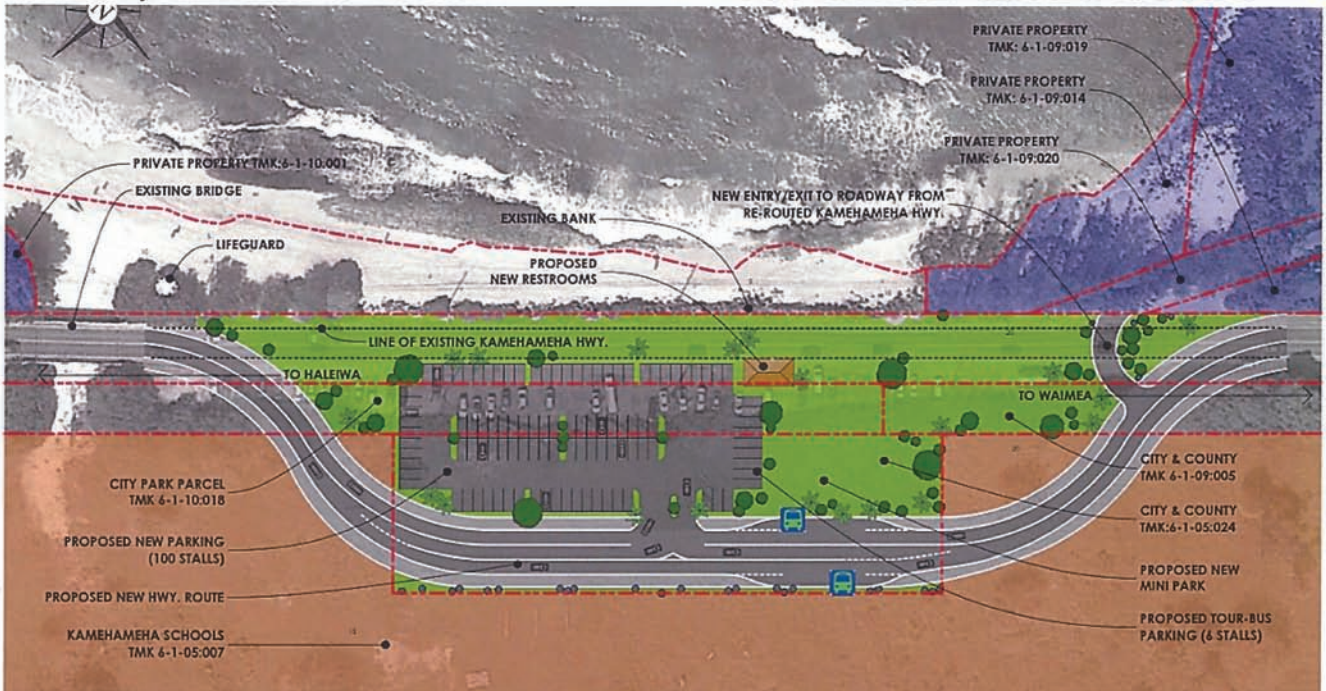 PRIVATE PROPERTY
TMK: 6-1-09:019
PRIVATE PROPERTY
TMK: 6-1-09:014
PRIVATE PROPERTY
TMK: 6-1-09:020
PRIVATE PROPERTY TMK:6-1-10:001
EXISTING BRIDGE
LIFEGUARD
EXISTING BANK
NEW ENTRY/EXIT TO ROADWAY FROM
RE-ROUTED KAMEHAMEHA HWY.
PROPOSED
NEW RESTROOMS
LINE OF EXISTING KAMEHAMEHA HWY.
TO HALEIWA
TO WAIMEA
CITY PARK PARCEL
TMK 6-1-10:018
PROPOSED NEW PARKING
(100 STALLS)
PROPOSED NEW HWY. ROUTE
KAMEHAMEHA SCHOOLS
TMK 6-1-05:007
CITY & COUNTY
TMK 6-1-09:005
CITY & COUNTY
TMK:6-1-05:024
PROPOSED NEW
MINI PARK
PROPOSED TOUR-BUS
PARKING (6 STALLS)